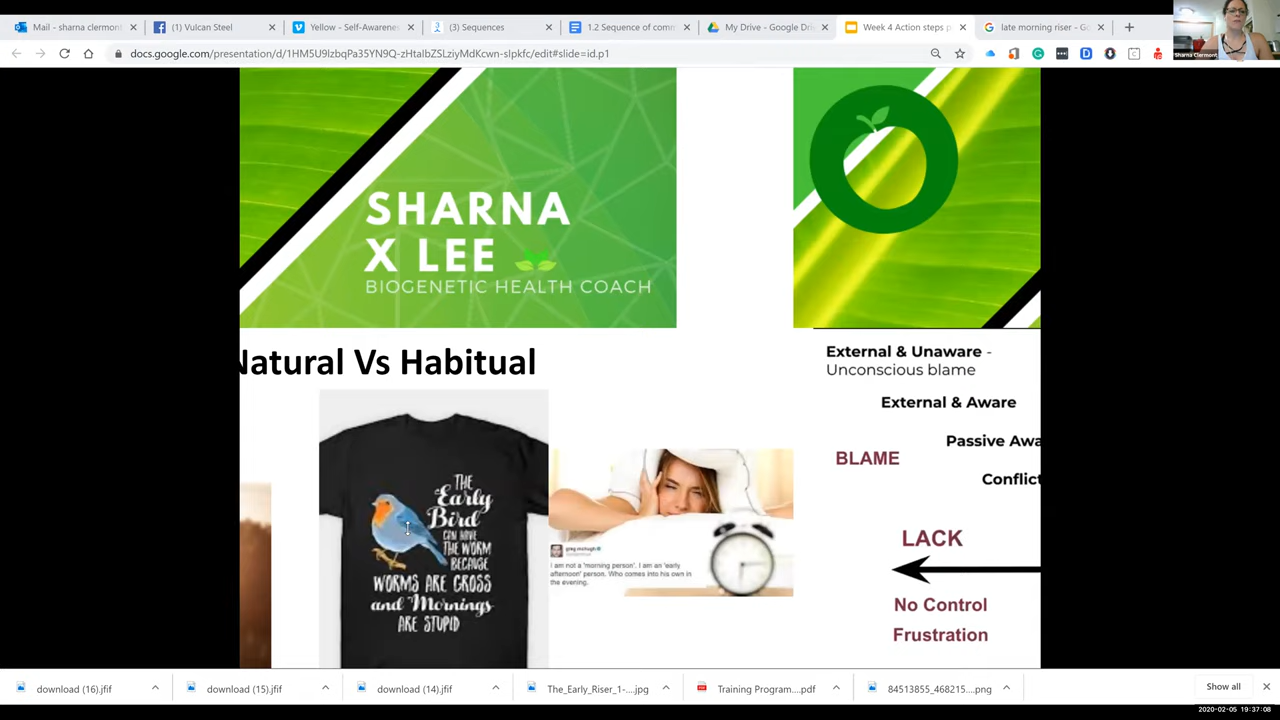 Mail - sharna clermont
(1) Vulcan Steel
Yellow - Self-Awarene
(3) Sequences
1.2 Sequence of comm
My Drive - Google Dri
Week 4 Action steps p
late morning riser - Go
docs.google.com/presentation/d/1HM5U9lzbqPa35YN9Q-zHtaIbZSLziyMdKcwn-slpkfc/edit#slide=id.p1
Sharna Clermont
SHARNA
X LEE
BIOGENETIC HEALTH COACH
Natural Vs Habitual
THE
Early
Bird
CAN HAVE
THE WORM
BECAUSE
WORMS ARE GROSS
and Mornings
ARE STUPID
greg mchugh
I am not a 'morning person'. I am an 'early
afternoon' person. Who comes into his own in
the evening.
External & Unaware -
Unconscious blame
External & Aware
Passive Awa
BLAME
Conflict
LACK
No Control
Frustration
download (16).jfif
download (15).jfif
download (14).jfif
The_Early_Riser_1-....jpg
Training Program....pdf
84513855_468215....png
Show all
2020-02-05 19:37:08